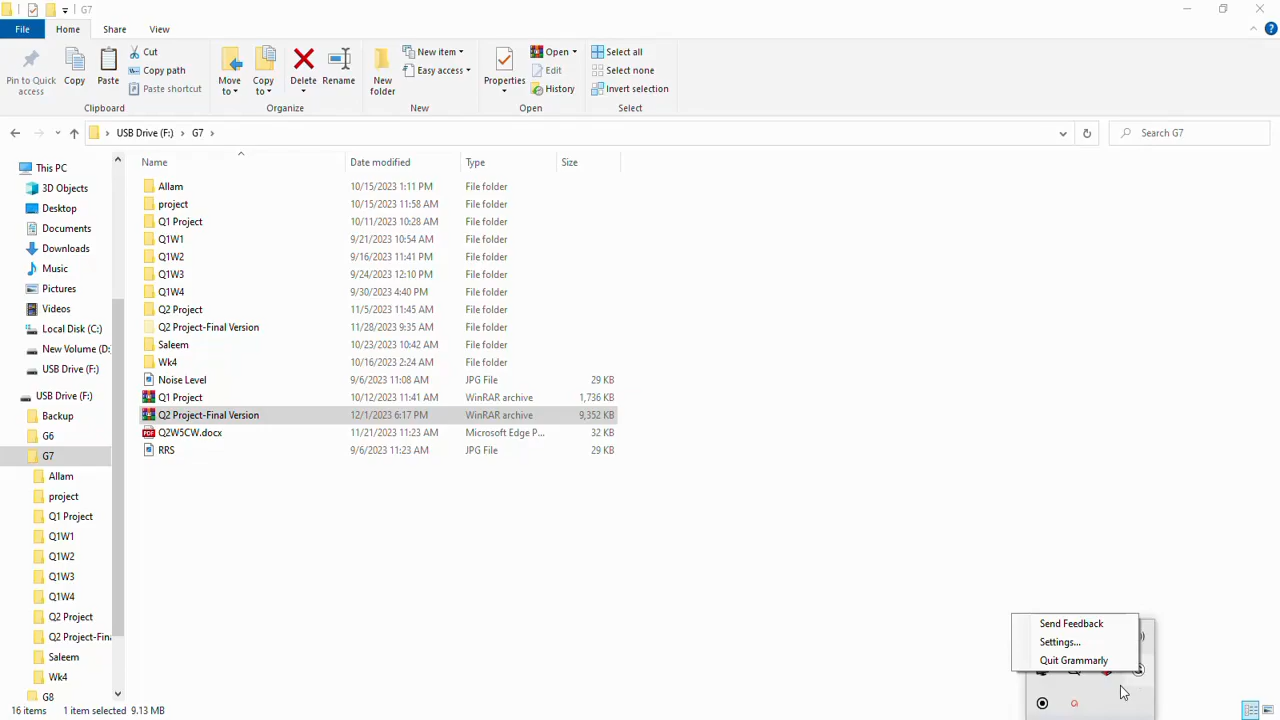 G7
File
Home
Share
View
Pin to Quick access
Copy
Paste
Cut
Copy path
Paste shortcut
Clipboard
Move to
Copy to
Delete
Rename
Organize
New folder
New item
Easy access
New
Properties
Open
Edit
History
Open
Select all
Select none
Invert selection
Select
USB Drive (F:) > G7 >
Search G7
This PC
3D Objects
Desktop
Documents
Downloads
Music
Pictures
Videos
Local Disk (C:)
New Volume (D:
USB Drive (F:)
USB Drive (F:)
Backup
G6
G7
Allam
project
Q1 Project
Q1W1
Q1W2
Q1W3
Q1W4
Q2 Project
Q2 Project-Fina
Saleem
Wk4
G8
Name Date modified Type Size
Allam 10/15/2023 1:11 PM File folder
project 10/15/2023 11:58 AM File folder
Q1 Project 10/11/2023 10:28 AM File folder
Q1W1 9/21/2023 10:54 AM File folder
Q1W2 9/16/2023 11:41 PM File folder
Q1W3 9/24/2023 12:10 PM File folder
Q1W4 9/30/2023 4:40 PM File folder
Q2 Project 11/5/2023 11:45 AM File folder
Q2 Project-Final Version 11/28/2023 9:35 AM File folder
Saleem 10/23/2023 10:42 AM File folder
Wk4 10/16/2023 2:24 AM File folder
Noise Level 9/6/2023 11:08 AM JPG File 29 KB
Q1 Project 10/12/2023 11:41 AM WinRAR archive 1,736 KB
Q2 Project-Final Version 12/1/2023 6:17 PM WinRAR archive 9,352 KB
Q2W5CW.docx 11/21/2023 11:23 AM Microsoft Edge P... 32 KB
RRS 9/6/2023 11:23 AM JPG File 29 KB
Send Feedback
Settings...
Quit Grammarly
16 items 1 item selected 9.13 MB